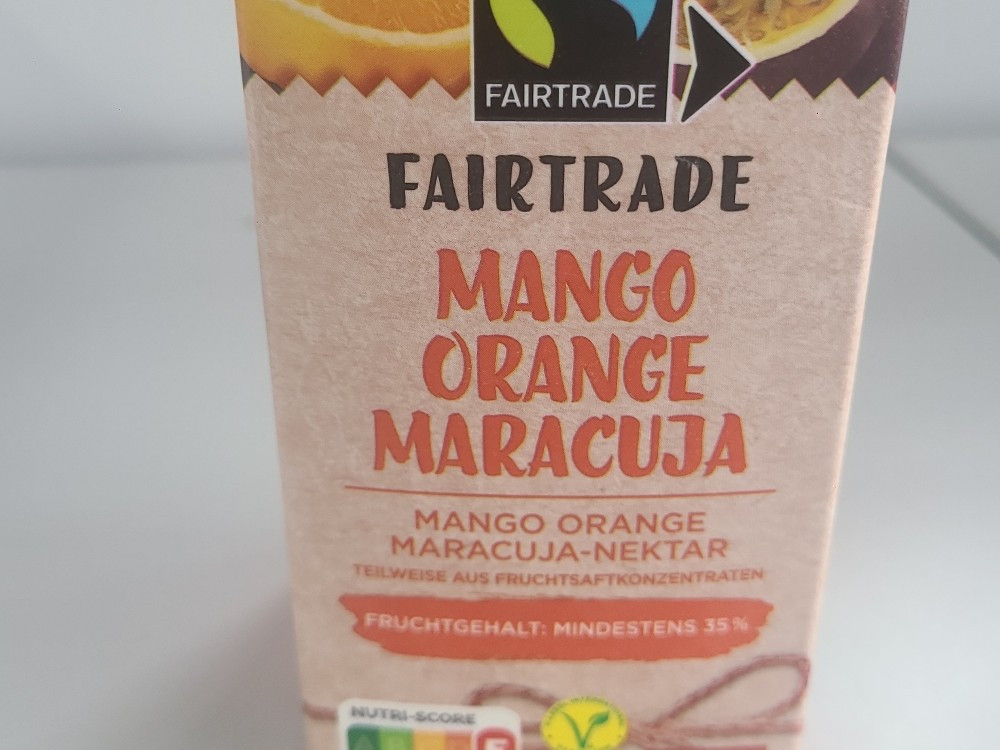 FAIRTRADE
FAIRTRADE
MANGO
ORANGE
MARACUJA
MANGO ORANGE
MARACUJA-NEKTAR
TEILWEISE AUS FRUCHTSAFTKONZENTRATEN
FRUCHTGEHALT: MINDESTENS 35 %
NUTRI-SCORE
A B E